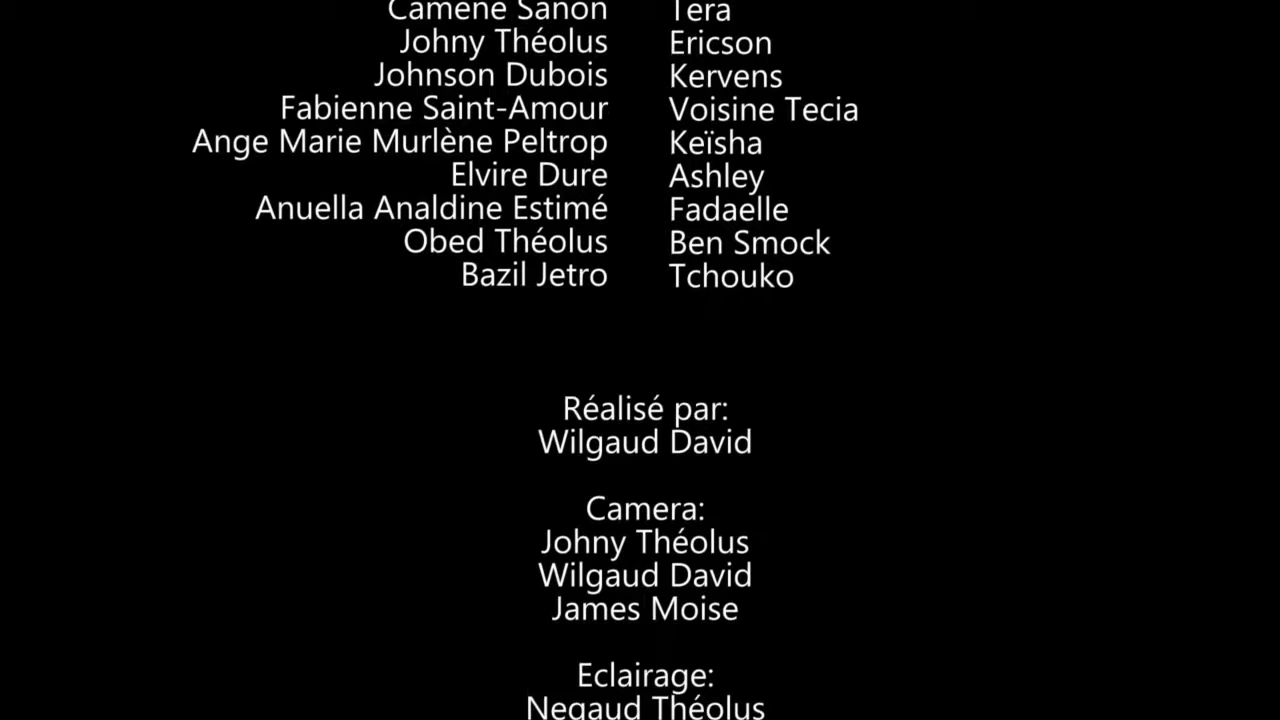 Camène Sanon Tera
Johny Théolus Ericson
Johnson Dubois Kervens
Fabienne Saint-Amour Voisine Tecia
Ange Marie Murlène Peltrop Keïsha
Elvire Dure Ashley
Anuella Analdine Estimé Fadaelle
Obed Théolus Ben Smock
Bazil Jetro Tchouko
Réalisé par:
Wilgaud David
Camera:
Johny Théolus
Wilgaud David
James Moise
Eclairage:
Negaud Théolus